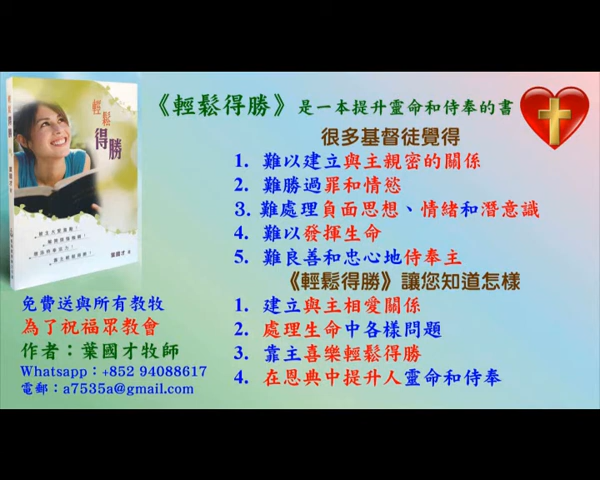 《輕鬆得勝》是一本提升靈命和侍奉的書
很多基督徒覺得
1. 難以建立與主親密的關係
2. 難勝過罪和情慾
3. 難處理負面思想、情緒和潛意識
4. 難以發揮生命
5. 難良善和忠心地侍奉主
《輕鬆得勝》讓您知道怎樣
1. 建立與主相愛關係
2. 處理生命中各樣問題
3. 靠主喜樂輕鬆得勝
4. 在恩典中提升人靈命和侍奉
輕鬆
得勝
輕鬆得勝
葉國才
免費送與所有教牧
為了祝福眾教會
作者：葉國才牧師
Whatsapp：+852 94088617
電郵：a7535a@gmail.com